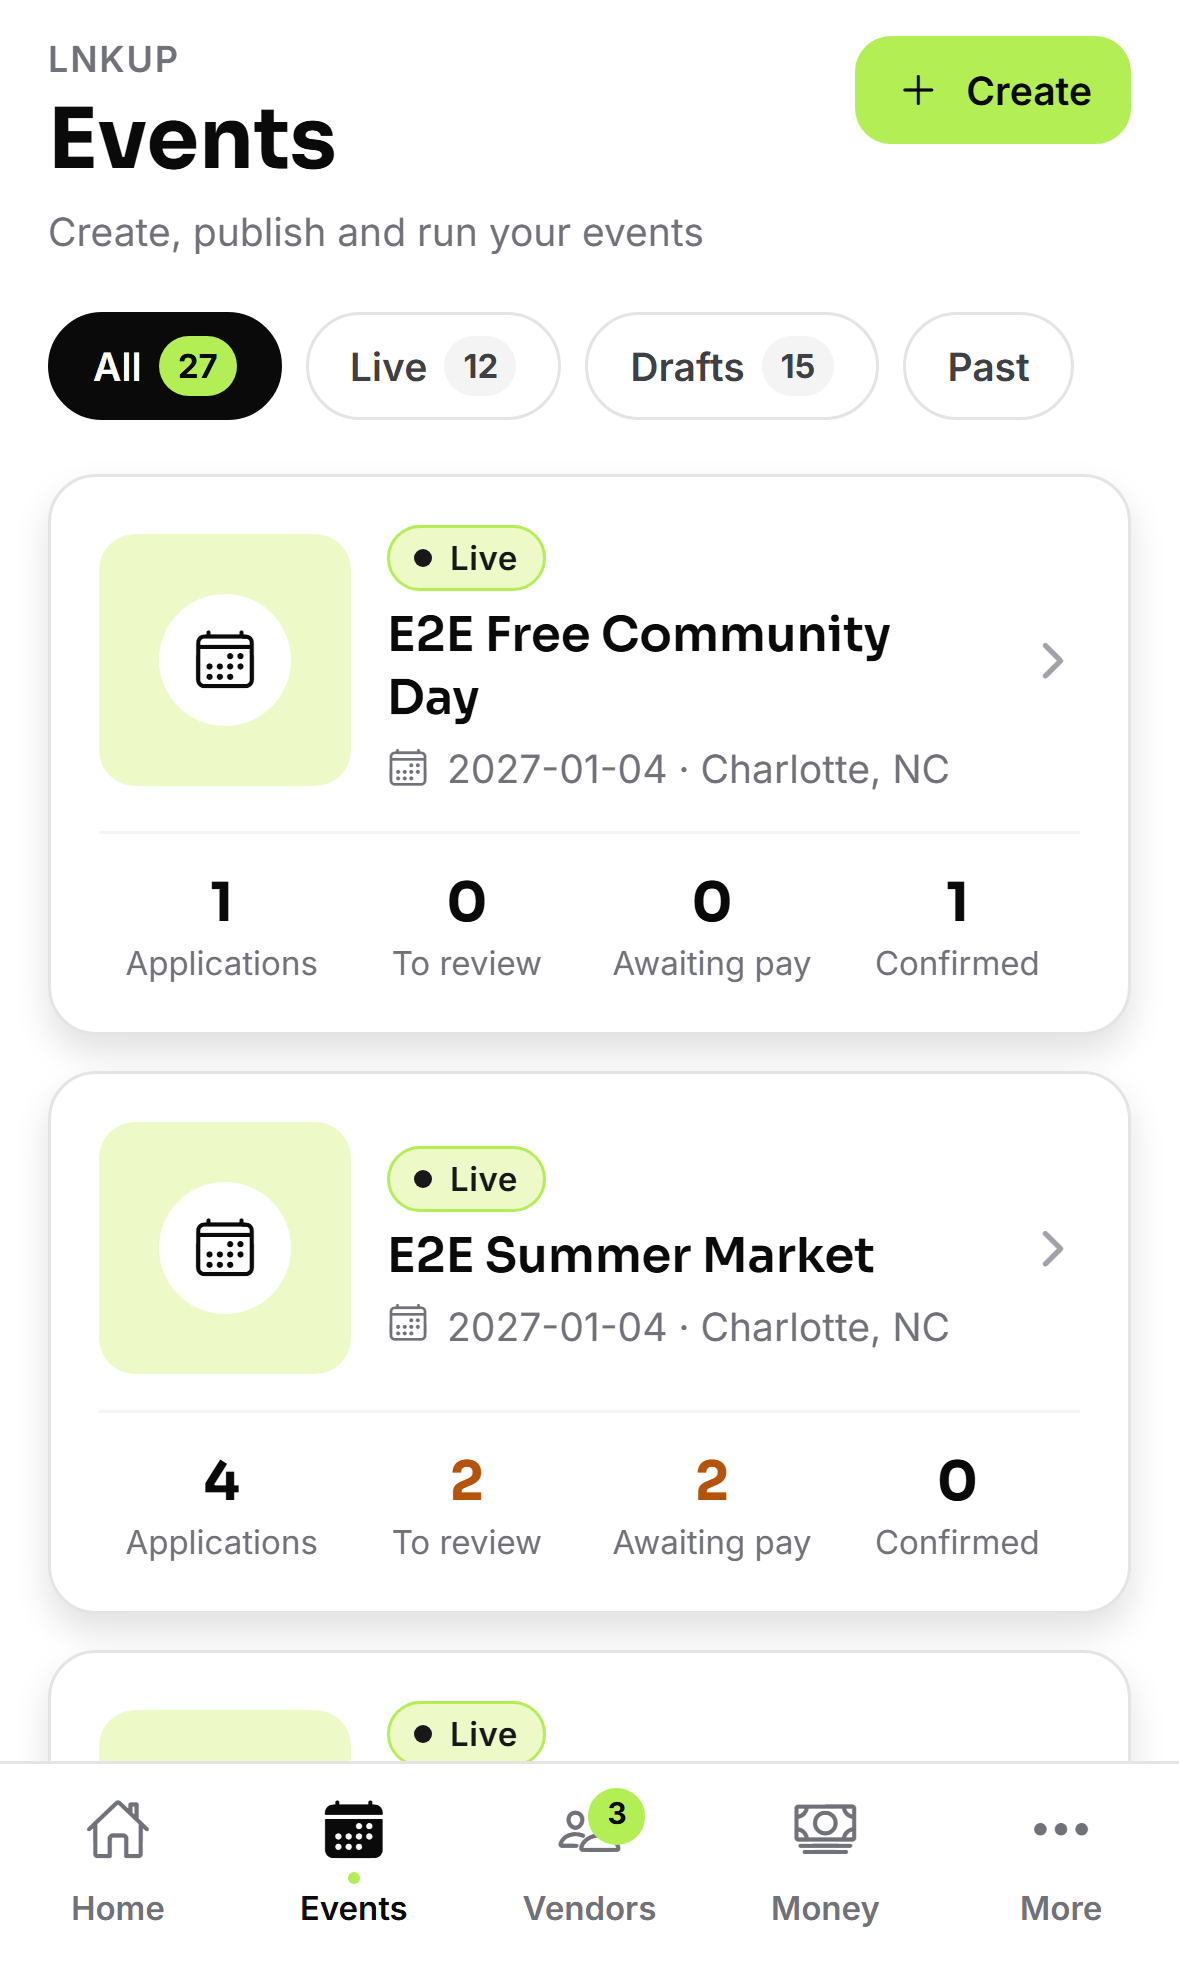 LNKUP
Events
Create, publish and run your events
+ Create
All 27
Live 12
Drafts 15
Past
Live
E2E Free Community
Day
2027-01-04 · Charlotte, NC
1 0 0 1
Applications To review Awaiting pay Confirmed
Live
E2E Summer Market
2027-01-04 · Charlotte, NC
4 2 2 0
Applications To review Awaiting pay Confirmed
Live
3
Home Events Vendors Money More